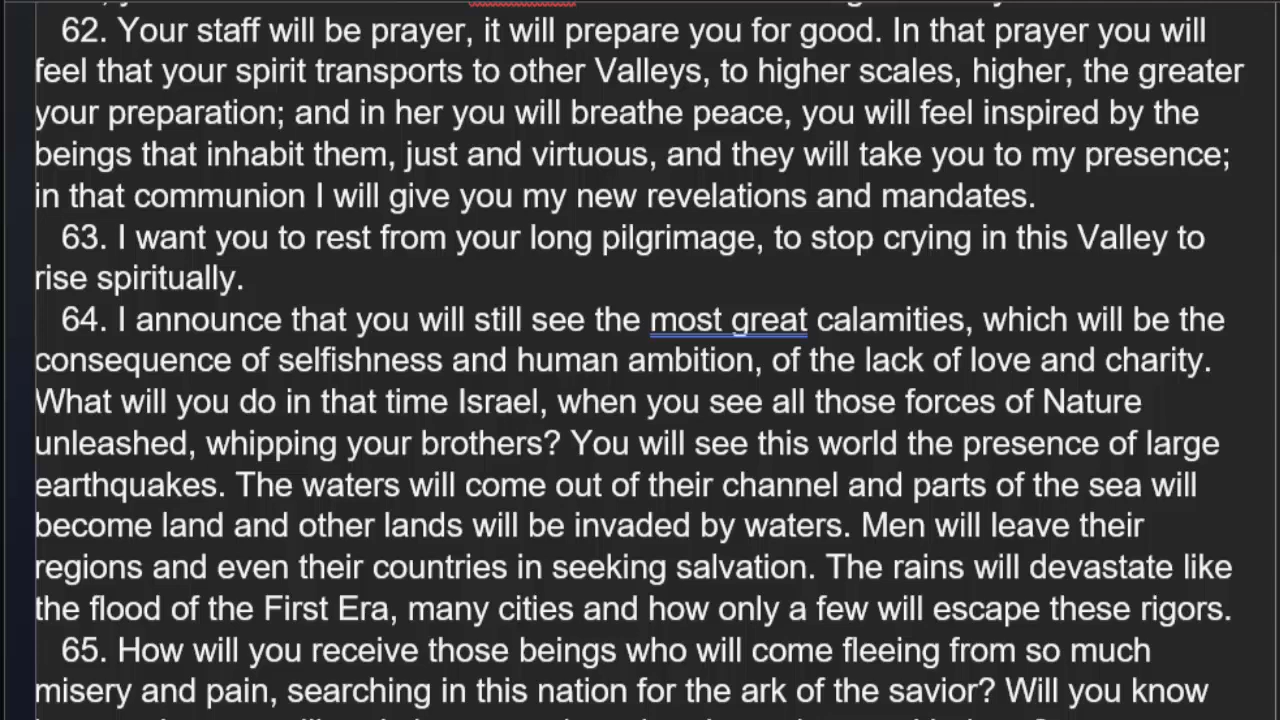 62. Your staff will be prayer, it will prepare you for good. In that prayer you will
feel that your spirit transports to other Valleys, to higher scales, higher, the greater
your preparation; and in her you will breathe peace, you will feel inspired by the
beings that inhabit them, just and virtuous, and they will take you to my presence;
in that communion I will give you my new revelations and mandates.
63. I want you to rest from your long pilgrimage, to stop crying in this Valley to
rise spiritually.
64. I announce that you will still see the most great calamities, which will be the
consequence of selfishness and human ambition, of the lack of love and charity.
What will you do in that time Israel, when you see all those forces of Nature
unleashed, whipping your brothers? You will see this world the presence of large
earthquakes. The waters will come out of their channel and parts of the sea will
become land and other lands will be invaded by waters. Men will leave their
regions and even their countries in seeking salvation. The rains will devastate like
the flood of the First Era, many cities and how only a few will escape these rigors.
65. How will you receive those beings who will come fleeing from so much
misery and pain, searching in this nation for the ark of the savior? Will you know